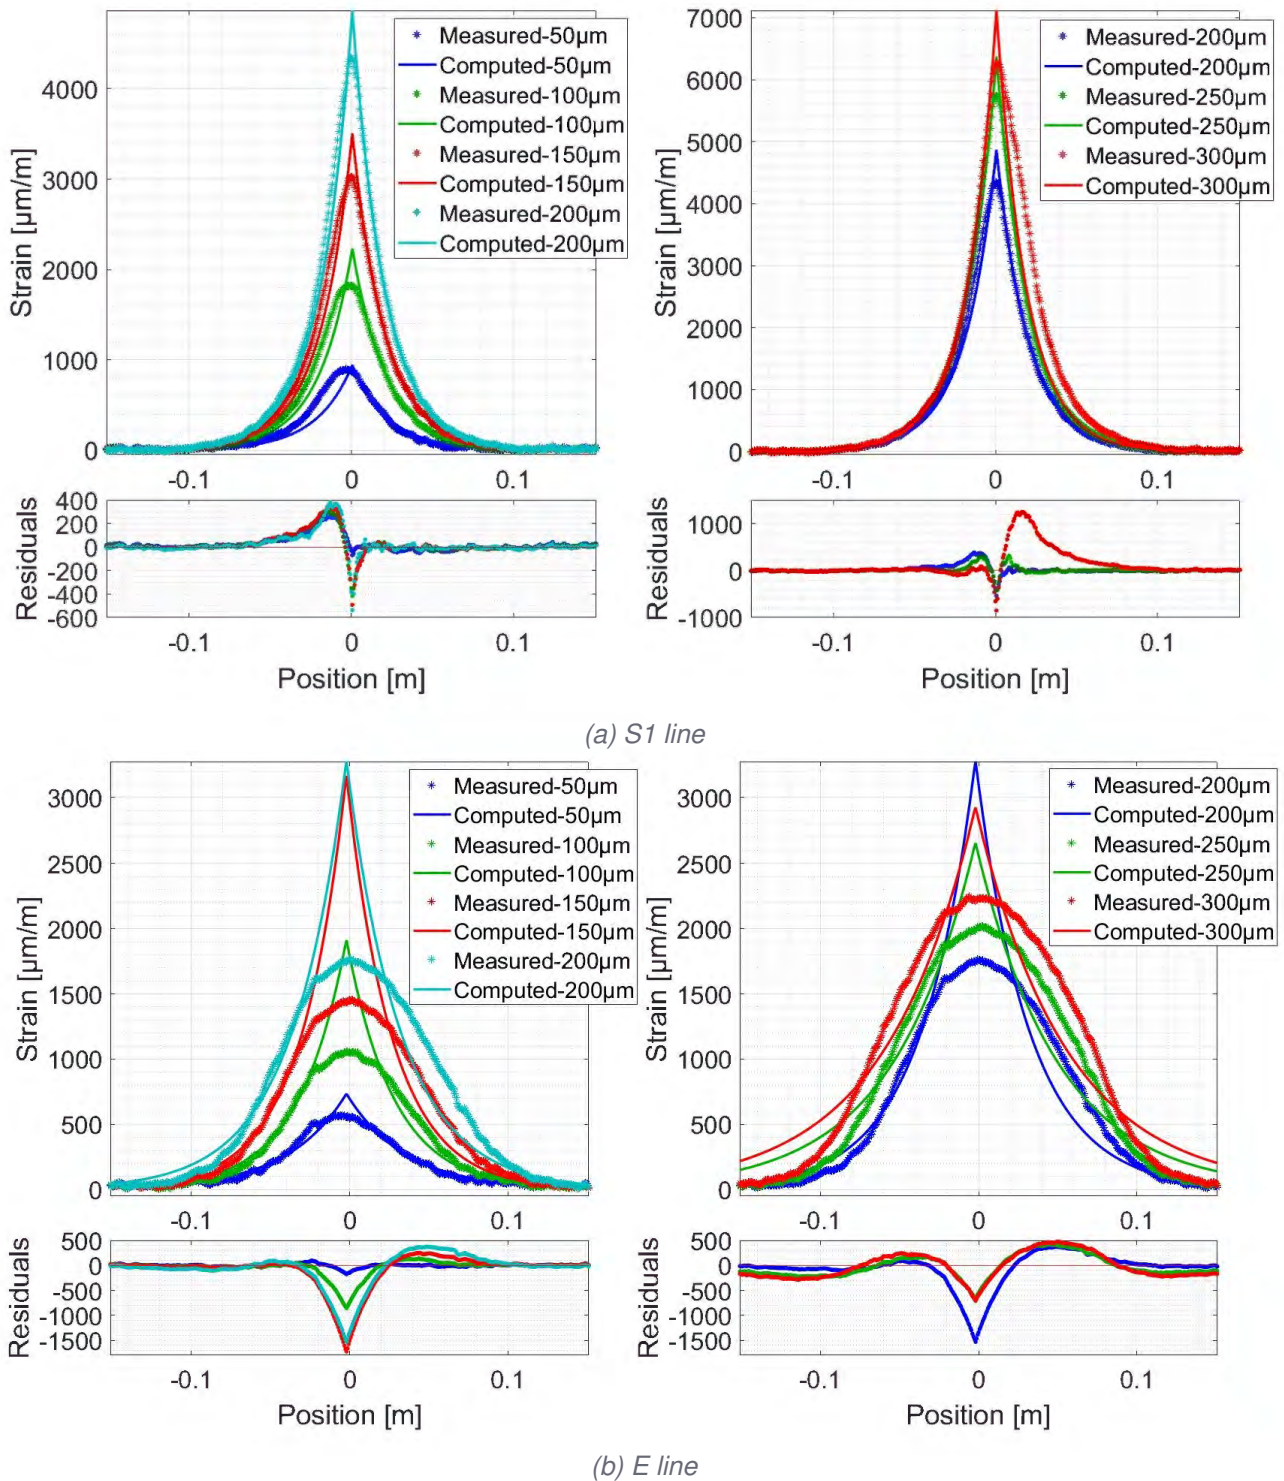 Strain [µm/m]
4000
3000
2000
1000
0
Measured-50µm
Computed-50µm
Measured-100µm
Computed-100µm
Measured-150µm
Computed-150µm
Measured-200µm
Computed-200µm
-0.1
0
0.1
Residuals
400
200
0
-200
-400
-600
-0.1
0
0.1
Position [m]
Strain [µm/m]
7000
6000
5000
4000
3000
2000
1000
0
Measured-200µm
Computed-200µm
Measured-250µm
Computed-250µm
Measured-300µm
Computed-300µm
-0.1
0
0.1
Residuals
1000
0
-1000
-0.1
0
0.1
Position [m]
(a) S1 line
Strain [µm/m]
3000
2500
2000
1500
1000
500
0
Measured-50µm
Computed-50µm
Measured-100µm
Computed-100µm
Measured-150µm
Computed-150µm
Measured-200µm
Computed-200µm
-0.1
0
0.1
Residuals
500
0
-500
-1000
-1500
-0.1
0
0.1
Position [m]
Strain [µm/m]
3000
2500
2000
1500
1000
500
0
Measured-200µm
Computed-200µm
Measured-250µm
Computed-250µm
Measured-300µm
Computed-300µm
-0.1
0
0.1
Residuals
500
0
-500
-1000
-1500
-0.1
0
0.1
Position [m]
(b) E line